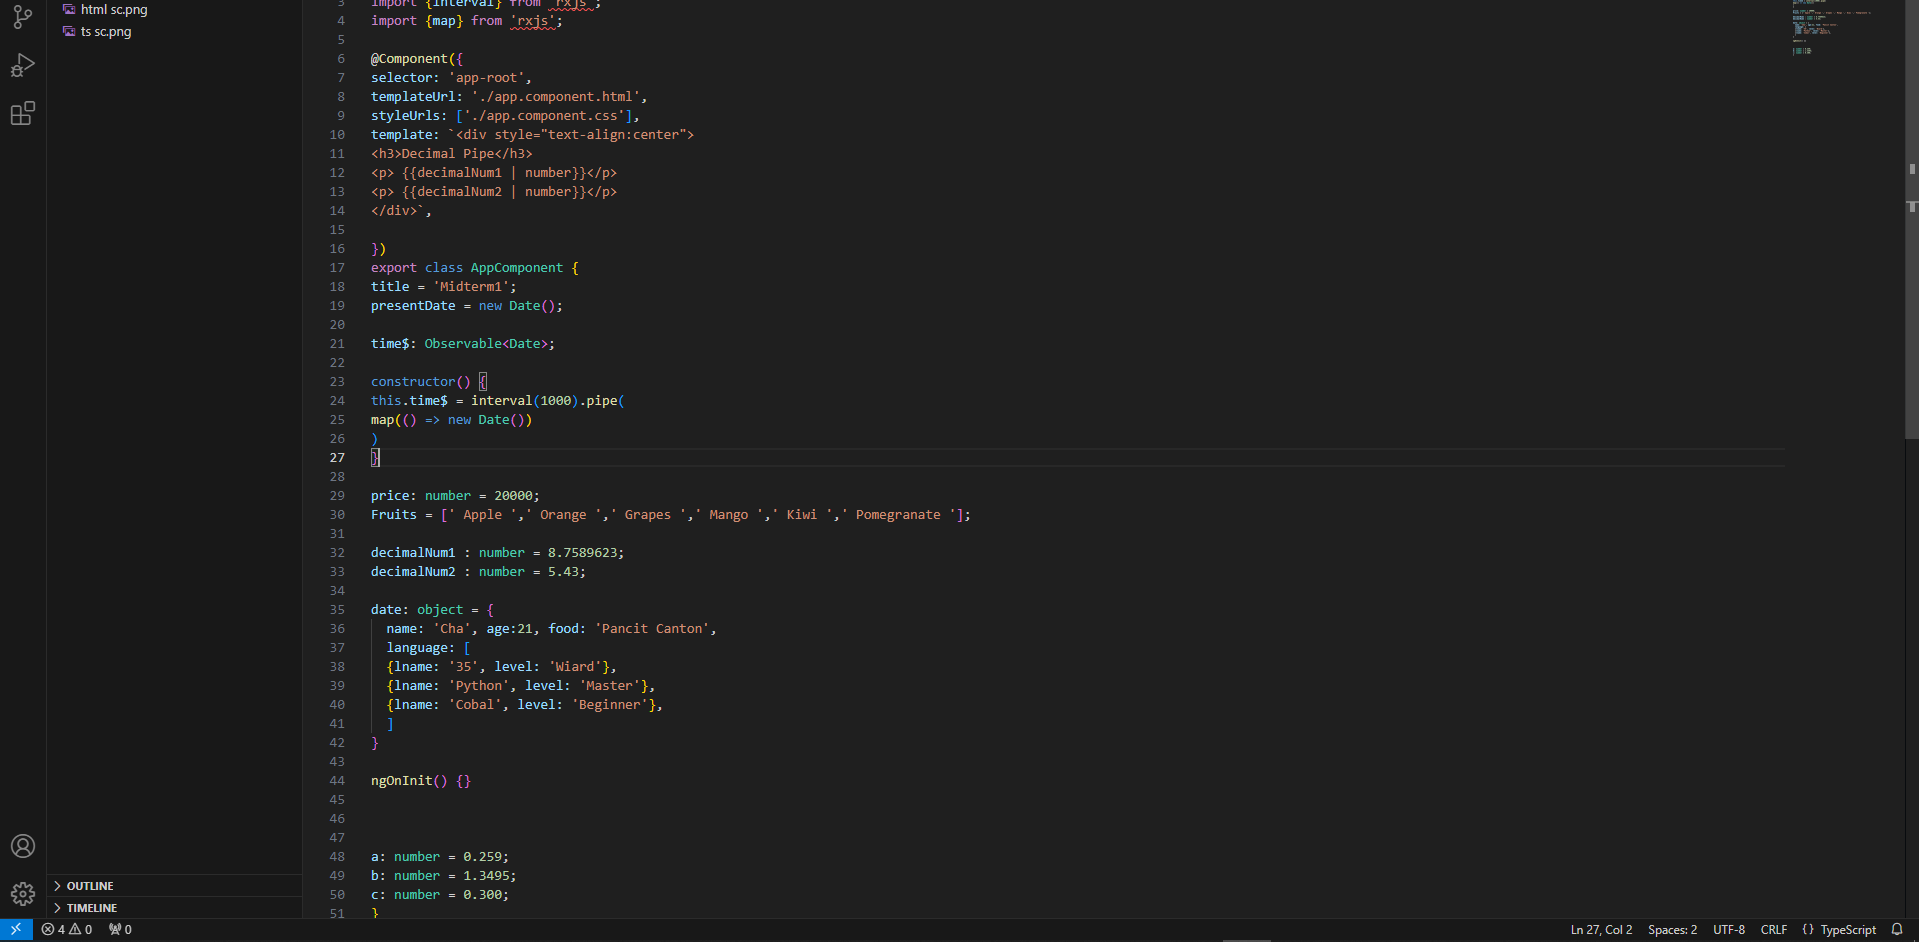 html sc.png
ts sc.png
OUTLINE
TIMELINE
3 import {interval} from 'rxjs';
4 import {map} from 'rxjs';
5
6 @Component({
7 selector: 'app-root',
8 templateUrl: './app.component.html',
9 styleUrls: ['./app.component.css'],
10 template: `<div style="text-align:center">
11 <h3>Decimal Pipe</h3>
12 <p> {{decimalNum1 | number}}</p>
13 <p> {{decimalNum2 | number}}</p>
14 </div>`,
15
16 })
17 export class AppComponent {
18 title = 'Midterm1';
19 presentDate = new Date();
20
21 time$: Observable<Date>;
22
23 constructor() {
24 this.time$ = interval(1000).pipe(
25 map(() => new Date())
26 )
27 }
28
29 price: number = 20000;
30 Fruits = [' Apple ',' Orange ',' Grapes ',' Mango ',' Kiwi ',' Pomegranate '];
31
32 decimalNum1 : number = 8.7589623;
33 decimalNum2 : number = 5.43;
34
35 date: object = {
36 name: 'Cha', age:21, food: 'Pancit Canton',
37 language: [
38 {lname: '35', level: 'Wiard'},
39 {lname: 'Python', level: 'Master'},
40 {lname: 'Cobal', level: 'Beginner'},
41 ]
42 }
43
44 ngOnInit() {}
45
46
47
48 a: number = 0.259;
49 b: number = 1.3495;
50 c: number = 0.300;
51 }
4 0 0 Ln 27, Col 2 Spaces: 2 UTF-8 CRLF {} TypeScript